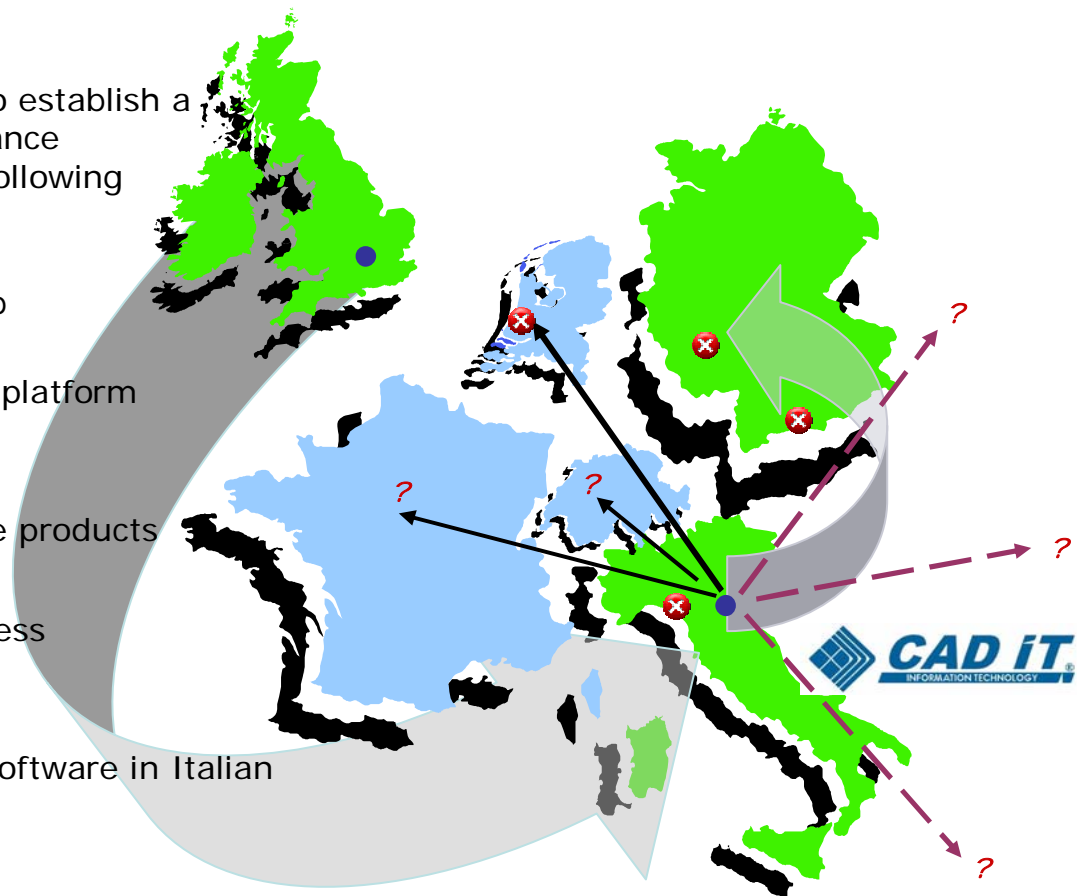 o establish a
ance
ollowing
o
platform
e products
ess
oftware in Italian
?
?
?
?
?
CAD iT®
INFORMATION TECHNOLOGY